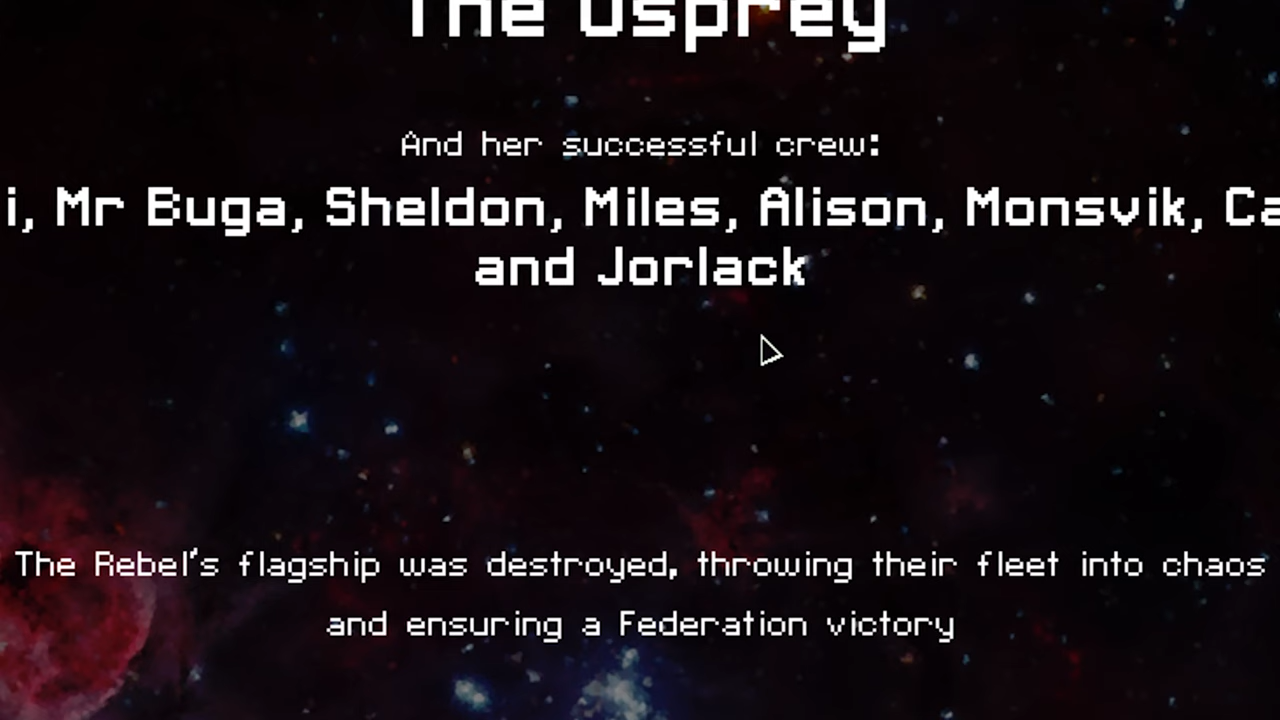 The Osprey
And her successful crew:
i, Mr Buga, Sheldon, Miles, Alison, Monsvik, Ca
and Jorlack
The Rebel's flagship was destroyed, throwing their fleet into chaos
and ensuring a Federation victory